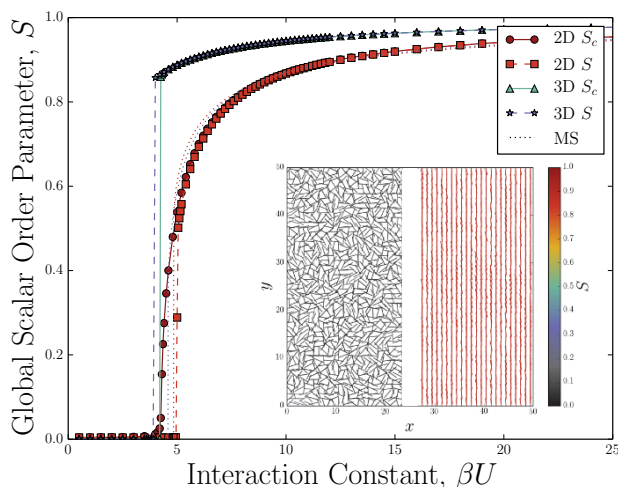 Global Scalar Order Parameter, S
1.0
0.8
0.6
0.4
0.2
0.0
0
5
10
15
20
25
Interaction Constant, βU
2D S_c
2D S
3D S_c
3D S
MS
y
50
40
30
20
10
0
0 10 20 30 40 50
x
1.0
0.9
0.8
0.7
0.6
0.5
0.4
0.3
0.2
0.1
0.0
S